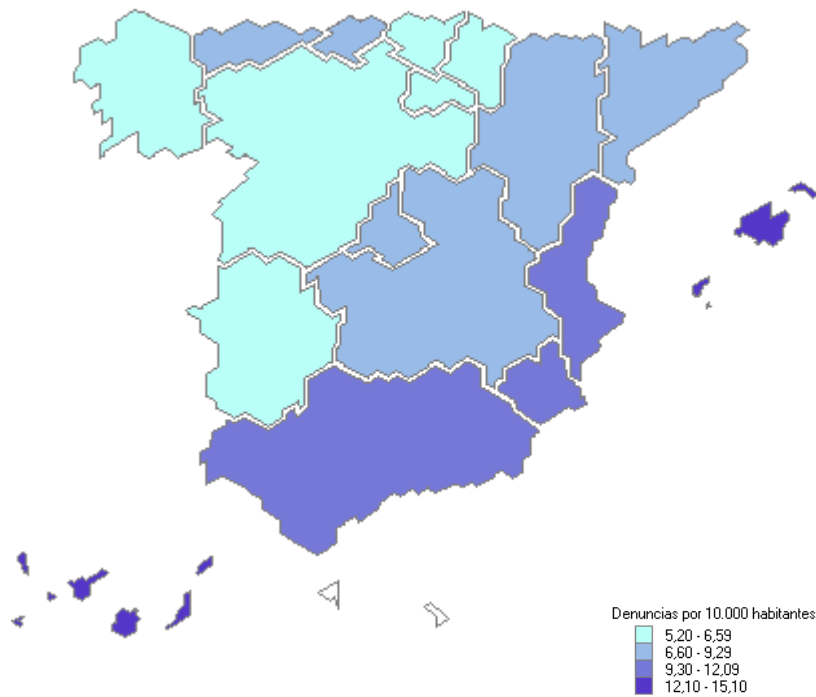 Denuncias por 10.000 habitantes
5,20 - 6,59
6,60 - 9,29
9,30 - 12,09
12,10 - 15,10